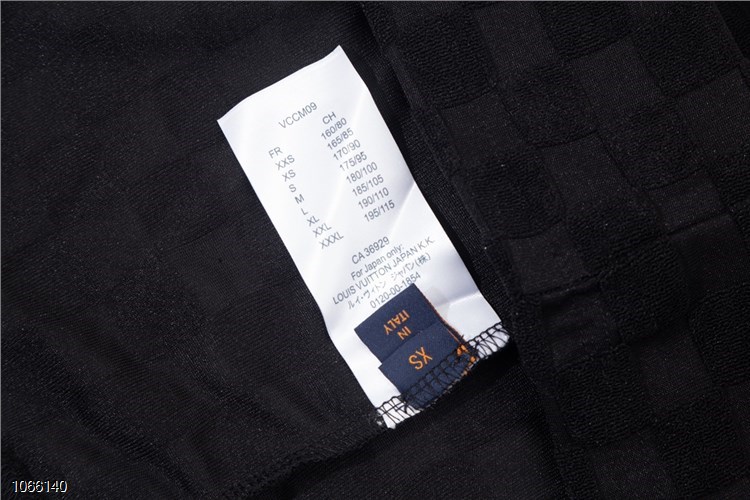 VCCM09
FR CH
XXS 160/80
XS 165/85
S 170/90
M 175/95
L 180/100
XL 185/105
XXL 190/110
XXXL 195/115
CA 36929
For Japan only:
LOUIS VUITTON JAPAN K.K.
ルイ・ヴィトン ジャパン(株)
0120-00-1854
IN
ITALY
XS
1066140